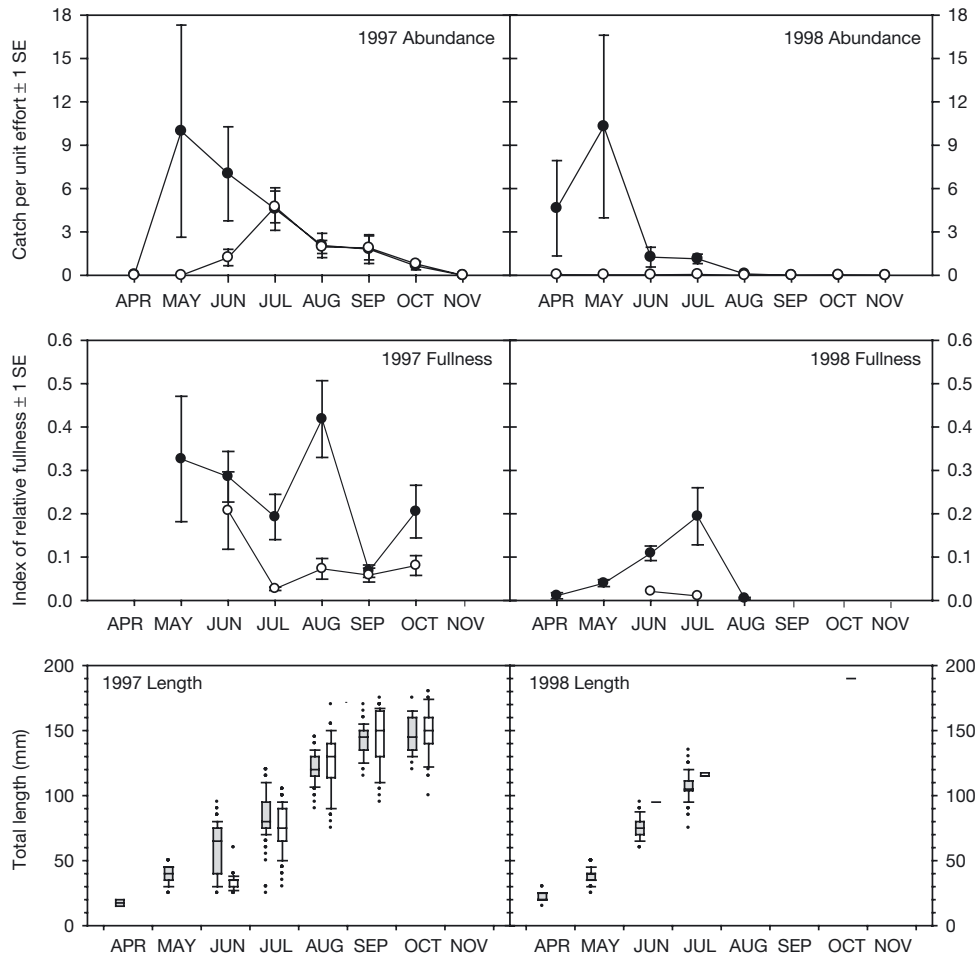 Catch per unit effort ± 1 SE
18
15
12
9
6
3
0
1997 Abundance
APR MAY JUN JUL AUG SEP OCT NOV
1998 Abundance
18
15
12
9
6
3
0
APR MAY JUN JUL AUG SEP OCT NOV
Index of relative fullness ± 1 SE
0.6
0.5
0.4
0.3
0.2
0.1
0.0
1997 Fullness
APR MAY JUN JUL AUG SEP OCT NOV
1998 Fullness
0.6
0.5
0.4
0.3
0.2
0.1
0.0
APR MAY JUN JUL AUG SEP OCT NOV
Total length (mm)
200
150
100
50
0
1997 Length
APR MAY JUN JUL AUG SEP OCT NOV
1998 Length
200
150
100
50
0
APR MAY JUN JUL AUG SEP OCT NOV